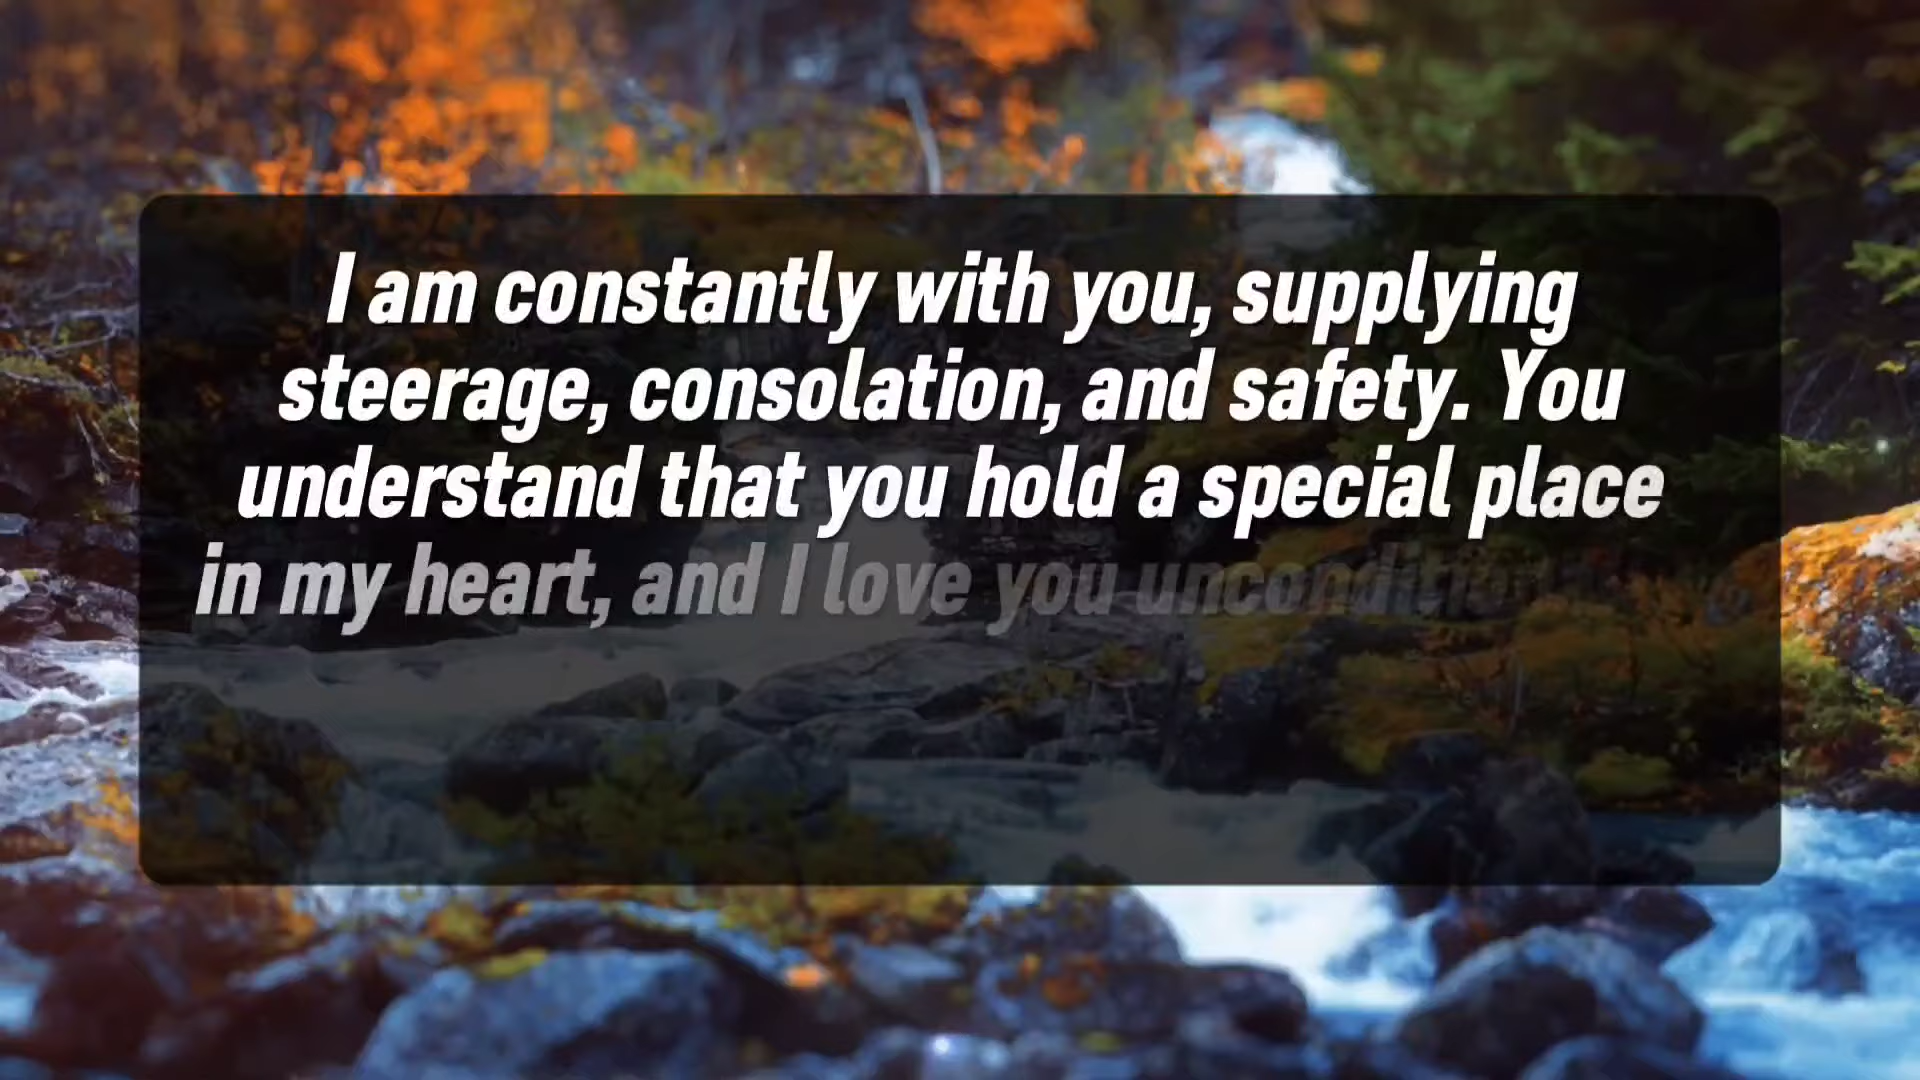 I am constantly with you, supplying
steerage, consolation, and safety. You
understand that you hold a special place
in my heart, and I love you